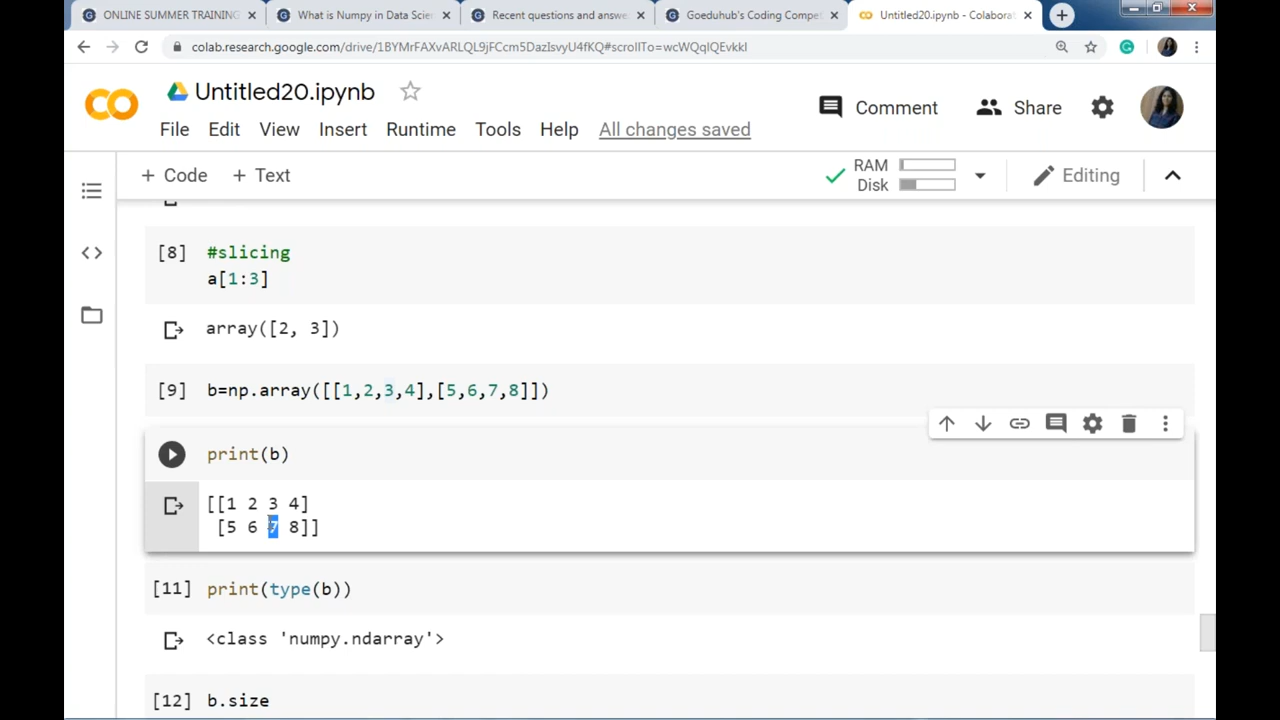 ONLINE SUMMER TRAINING
What is Numpy in Data Scien
Recent questions and answe
Goeduhub's Coding Compet
Untitled20.ipynb - Colaborat
colab.research.google.com/drive/1BYMrFAXvARLQL9jFCcm5DazIsvyU4fKQ#scrollTo=wcWQqlQEvkkl
Untitled20.ipynb
Comment
Share
File Edit View Insert Runtime Tools Help All changes saved
+ Code + Text
RAM
Disk
Editing
[8] #slicing
a[1:3]
array([2, 3])
[9] b=np.array([[1,2,3,4],[5,6,7,8]])
print(b)
[[1 2 3 4]
[5 6 7 8]]
[11] print(type(b))
<class 'numpy.ndarray'>
[12] b.size